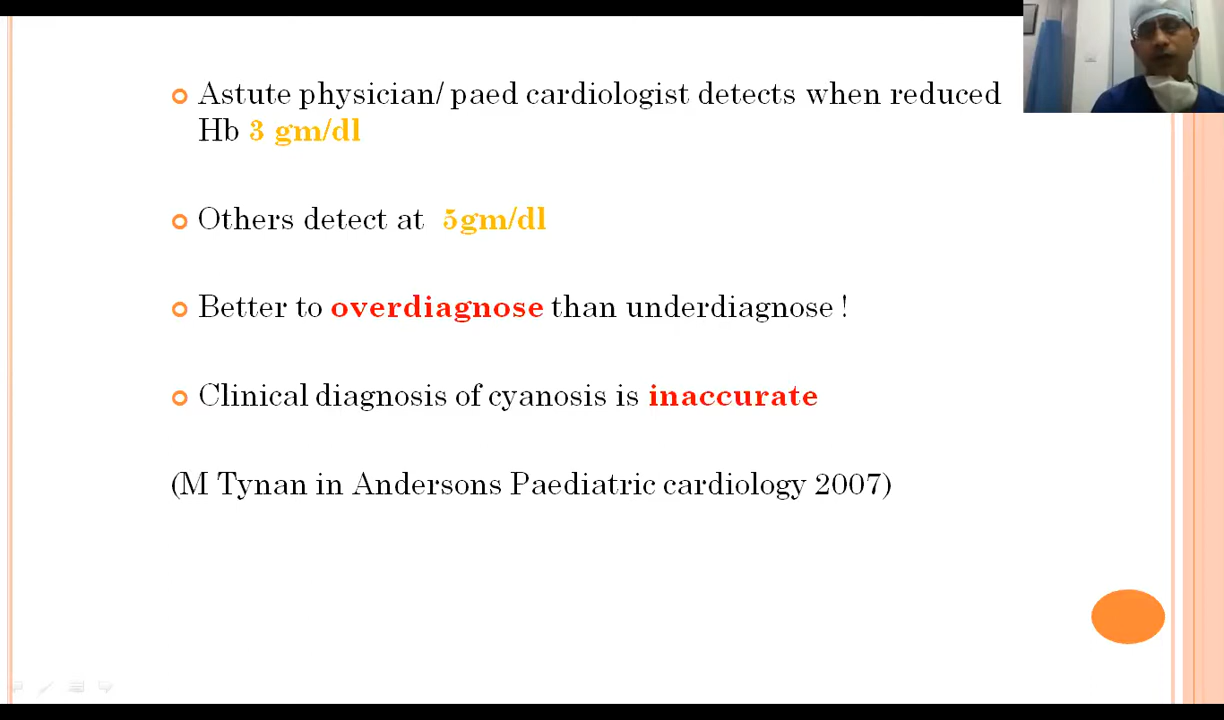 Astute physician/ paed cardiologist detects when reduced
Hb 3 gm/dl
Others detect at 5gm/dl
Better to overdiagnose than underdiagnose !
Clinical diagnosis of cyanosis is inaccurate
(M Tynan in Andersons Paediatric cardiology 2007)